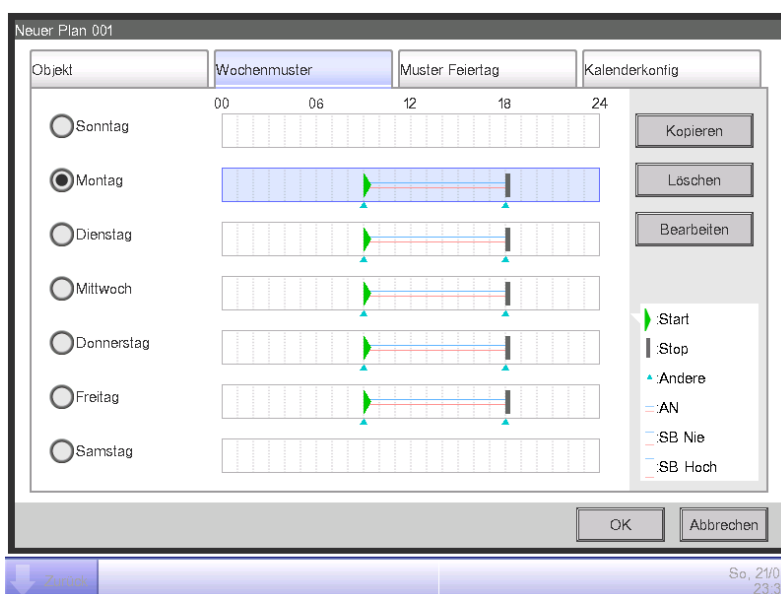 Neuer Plan 001
Objekt Wochenmuster Muster Feiertag Kalenderkonfig
00 06 12 18 24
Sonntag Kopieren
Montag Löschen
Dienstag Bearbeiten
Mittwoch
Donnerstag
Freitag
Samstag
:Start
:Stop
:Andere
:AN
:SB Nie
:SB Hoch
OK Abbrechen
Zurück
So, 21/0
23:3